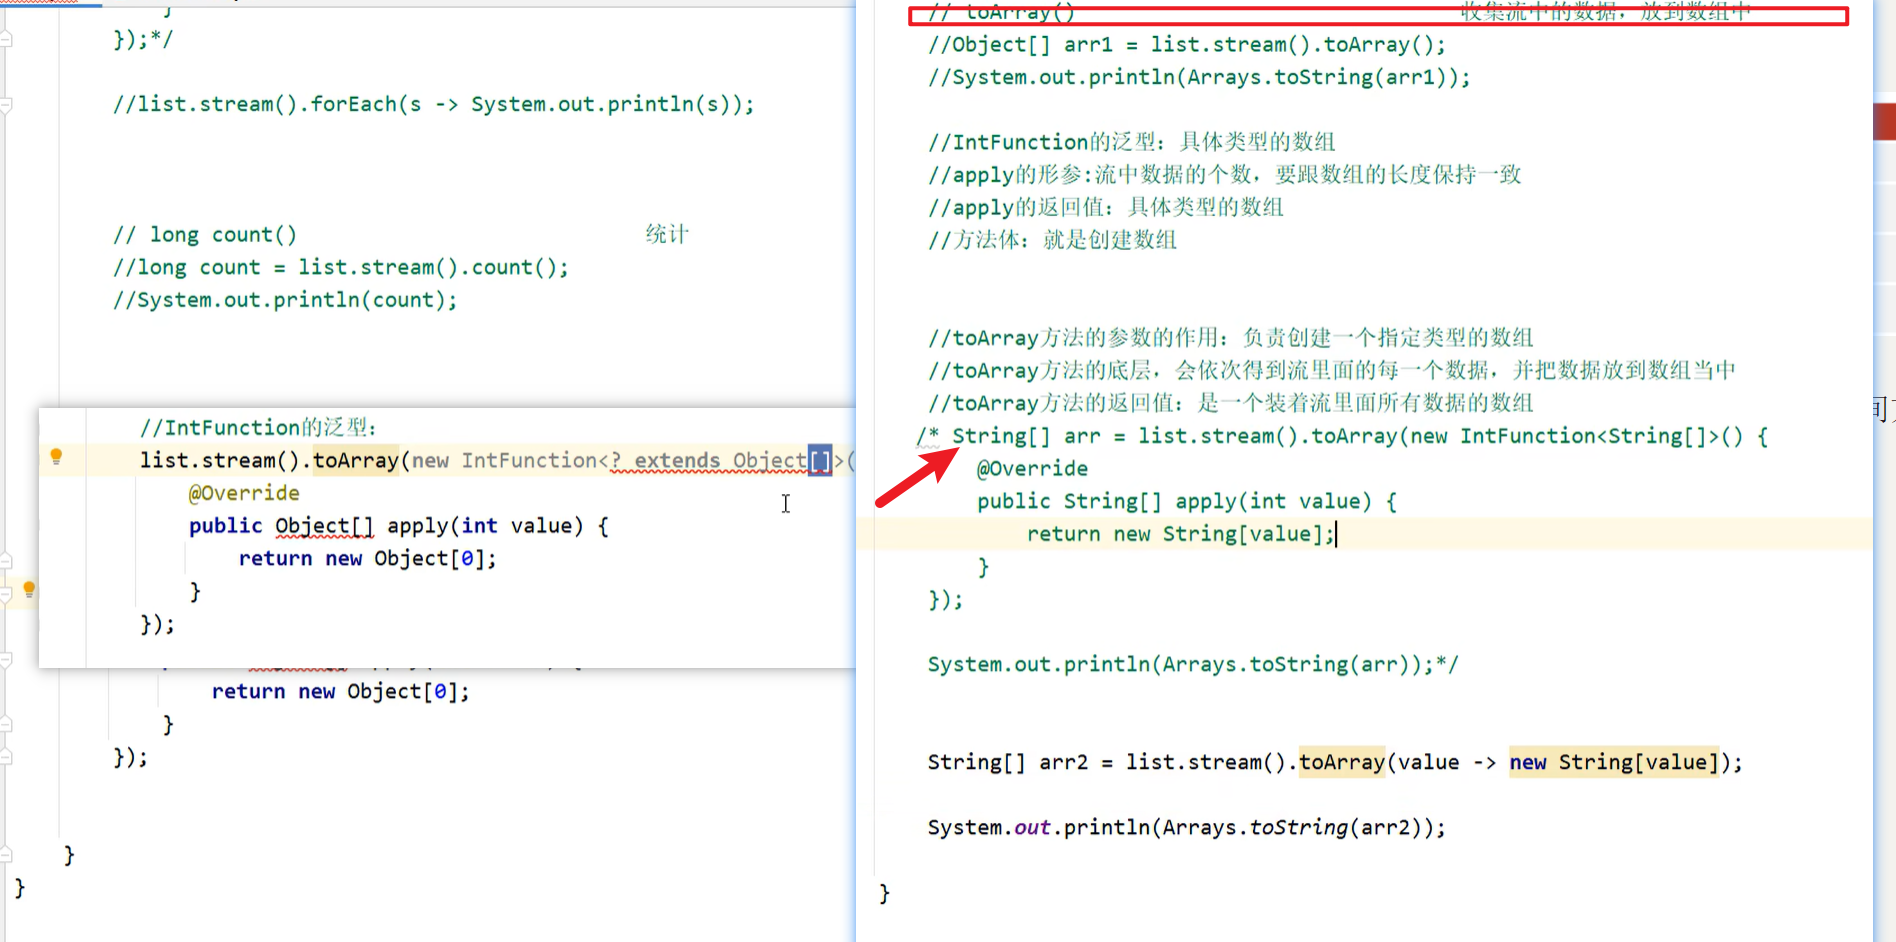 }
});*/
//list.stream().forEach(s -> System.out.println(s));
// long count() 统计
//long count = list.stream().count();
//System.out.println(count);
//IntFunction的泛型:
list.stream().toArray(new IntFunction<? extends Object[]>(
@Override
public Object[] apply(int value) {
return new Object[0];
}
});
return new Object[0];
}
});
}
}
// toArray() 收集流中的数据，放到数组中
//Object[] arr1 = list.stream().toArray();
//System.out.println(Arrays.toString(arr1));
//IntFunction的泛型：具体类型的数组
//apply的形参:流中数据的个数，要跟数组的长度保持一致
//apply的返回值：具体类型的数组
//方法体：就是创建数组
//toArray方法的参数的作用：负责创建一个指定类型的数组
//toArray方法的底层，会依次得到流里面的每一个数据，并把数据放到数组当中
//toArray方法的返回值：是一个装着流里面所有数据的数组
/* String[] arr = list.stream().toArray(new IntFunction<String[]>() {
@Override
public String[] apply(int value) {
return new String[value];
}
});
System.out.println(Arrays.toString(arr));*/
String[] arr2 = list.stream().toArray(value -> new String[value]);
System.out.println(Arrays.toString(arr2));
}